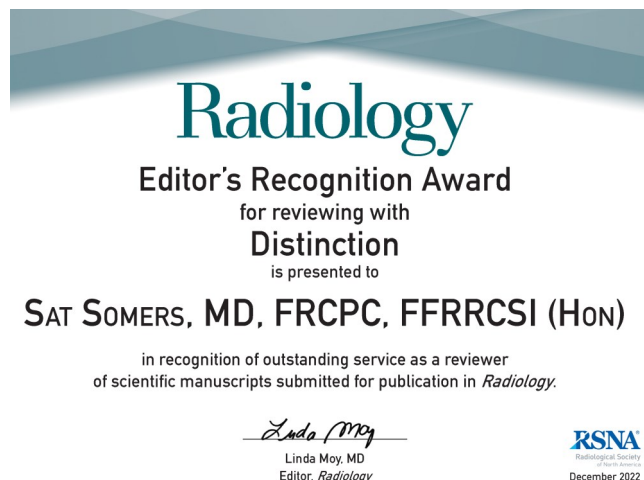 Radiology
Editor's Recognition Award
for reviewing with
Distinction
is presented to
SAT SOMERS, MD, FRCPC, FFRRCSI (HON)
in recognition of outstanding service as a reviewer
of scientific manuscripts submitted for publication in Radiology.
Linda Moy
Linda Moy, MD
Editor, Radiology
RSNA
Radiological Society
of North America
December 2022